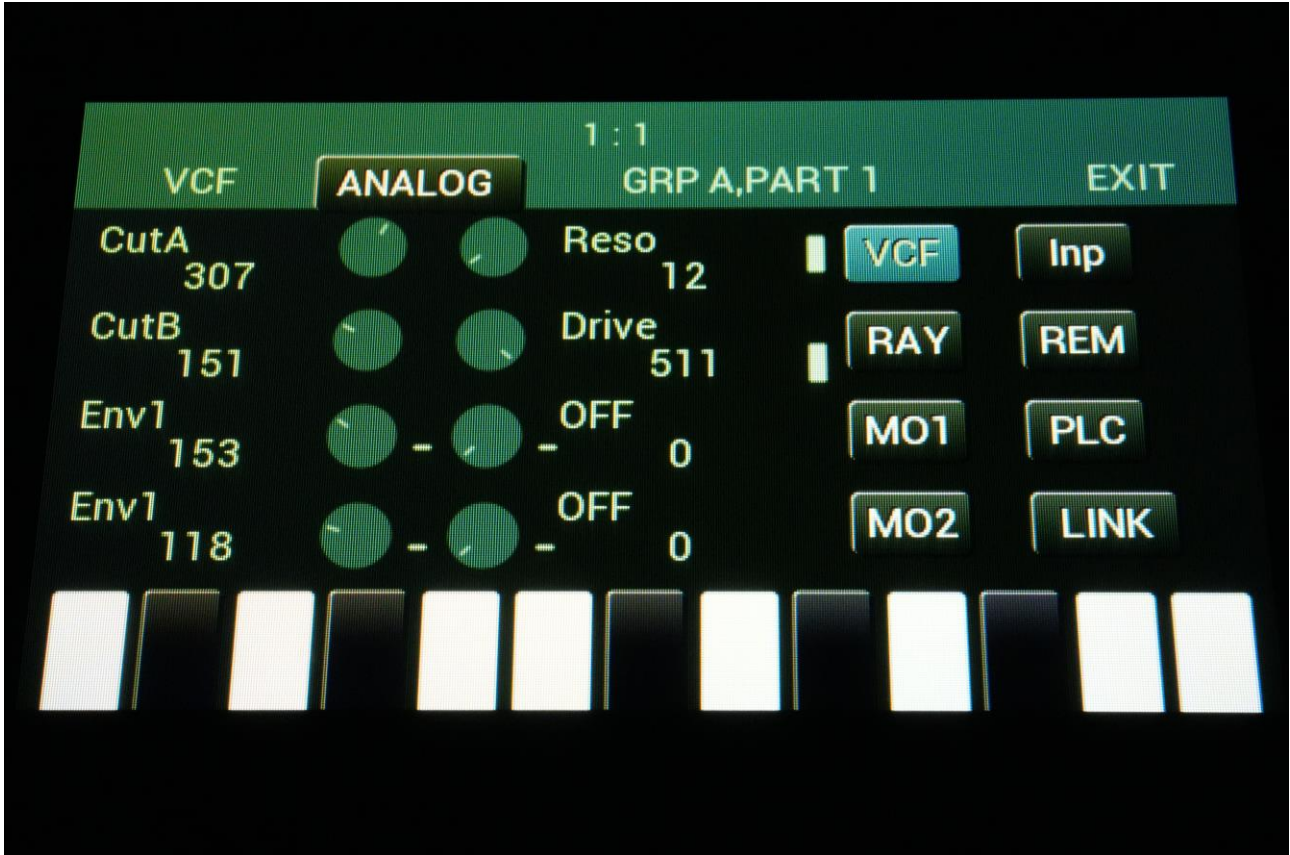 1 : 1
VCF ANALOG GRP A,PART 1 EXIT
CutA Reso VCF Inp
307 12
CutB Drive RAY REM
151 511
Env1 - - OFF MO1 PLC
153 0
Env1 - - OFF MO2 LINK
118 0